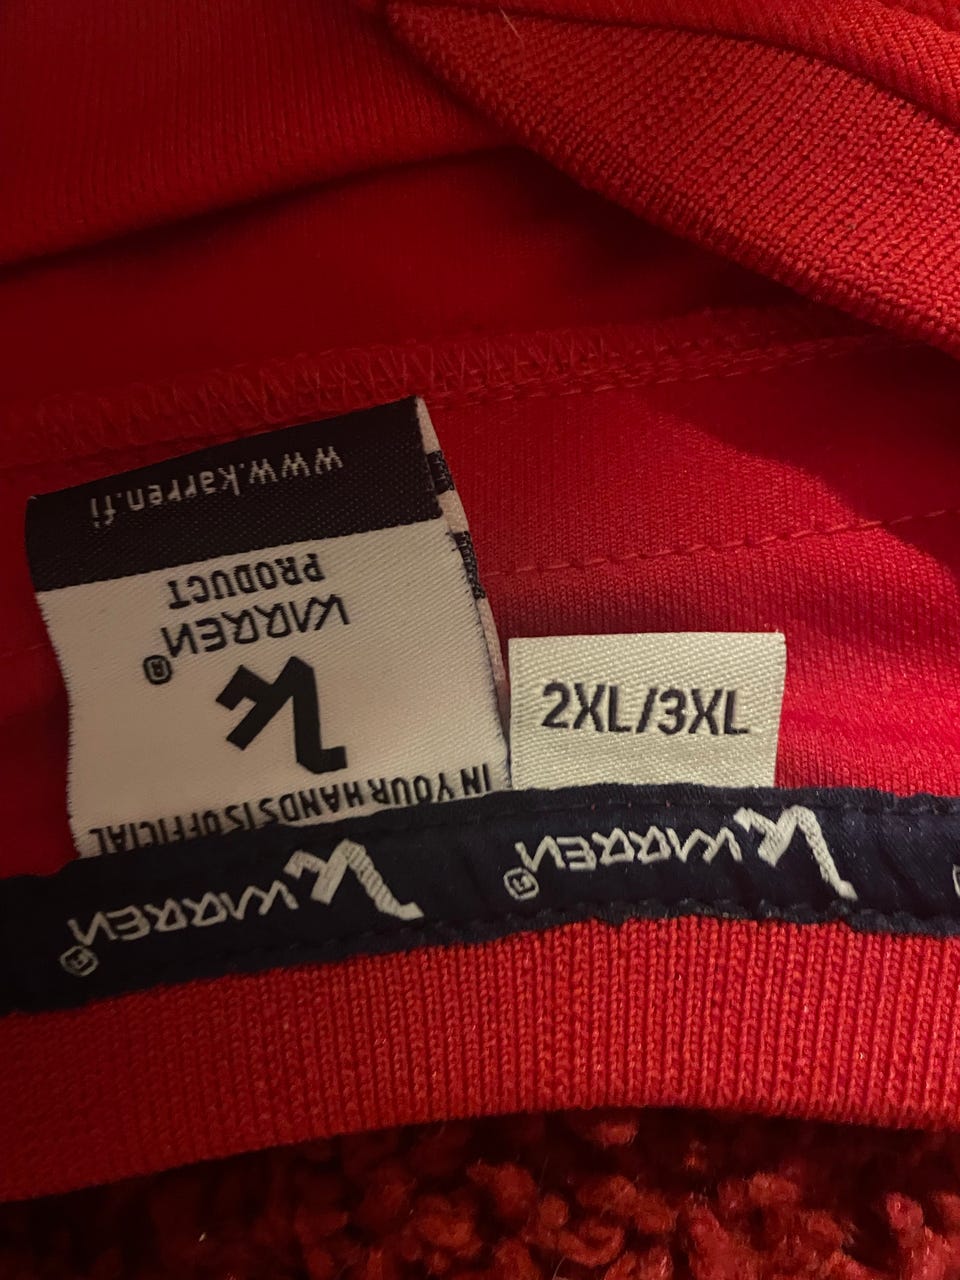 IN YOUR HANDS IS OFFICIAL
KARREN®
PRODUCT
www.karren.fi
2XL/3XL
KARREN®
KARREN®